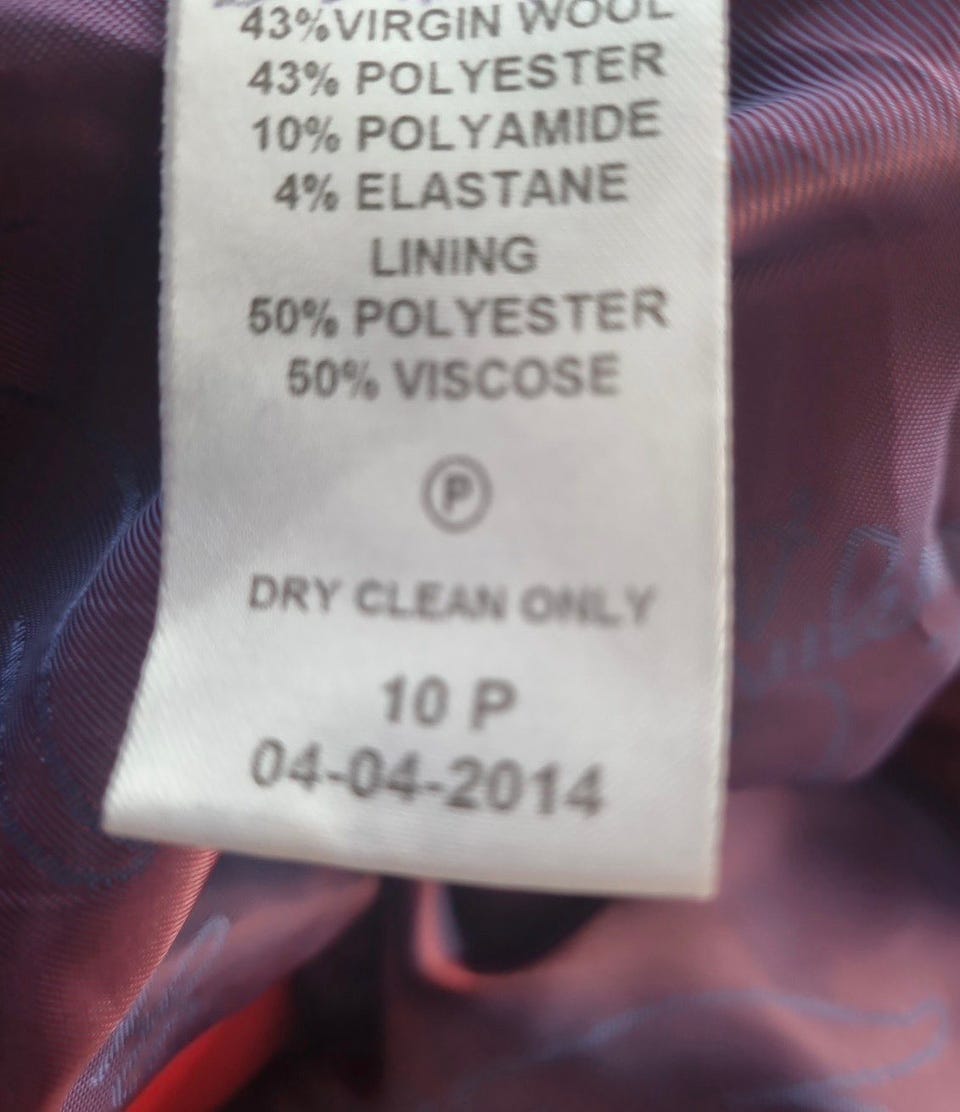 43%VIRGIN WOOL
43% POLYESTER
10% POLYAMIDE
4% ELASTANE
LINING
50% POLYESTER
50% VISCOSE
P
DRY CLEAN ONLY
10 P
04-04-2014